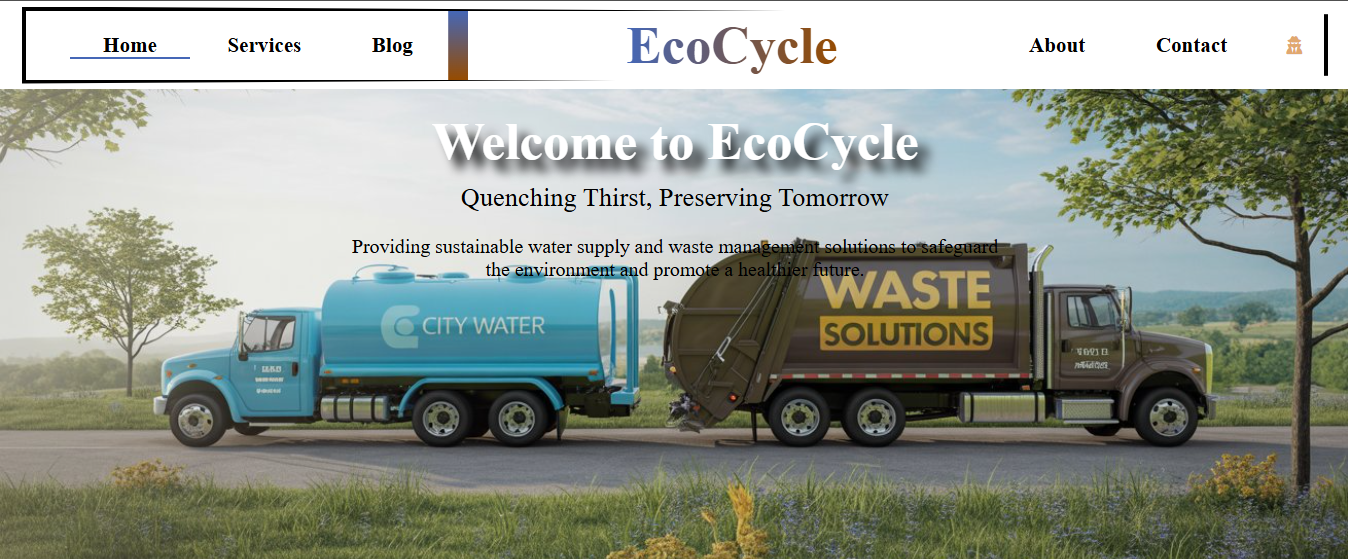 Home Services Blog EcoCycle About Contact
Welcome to EcoCycle
Quenching Thirst, Preserving Tomorrow
Providing sustainable water supply and waste management solutions to safeguard
the environment and promote a healthier future.
CITY WATER
WASTE
SOLUTIONS